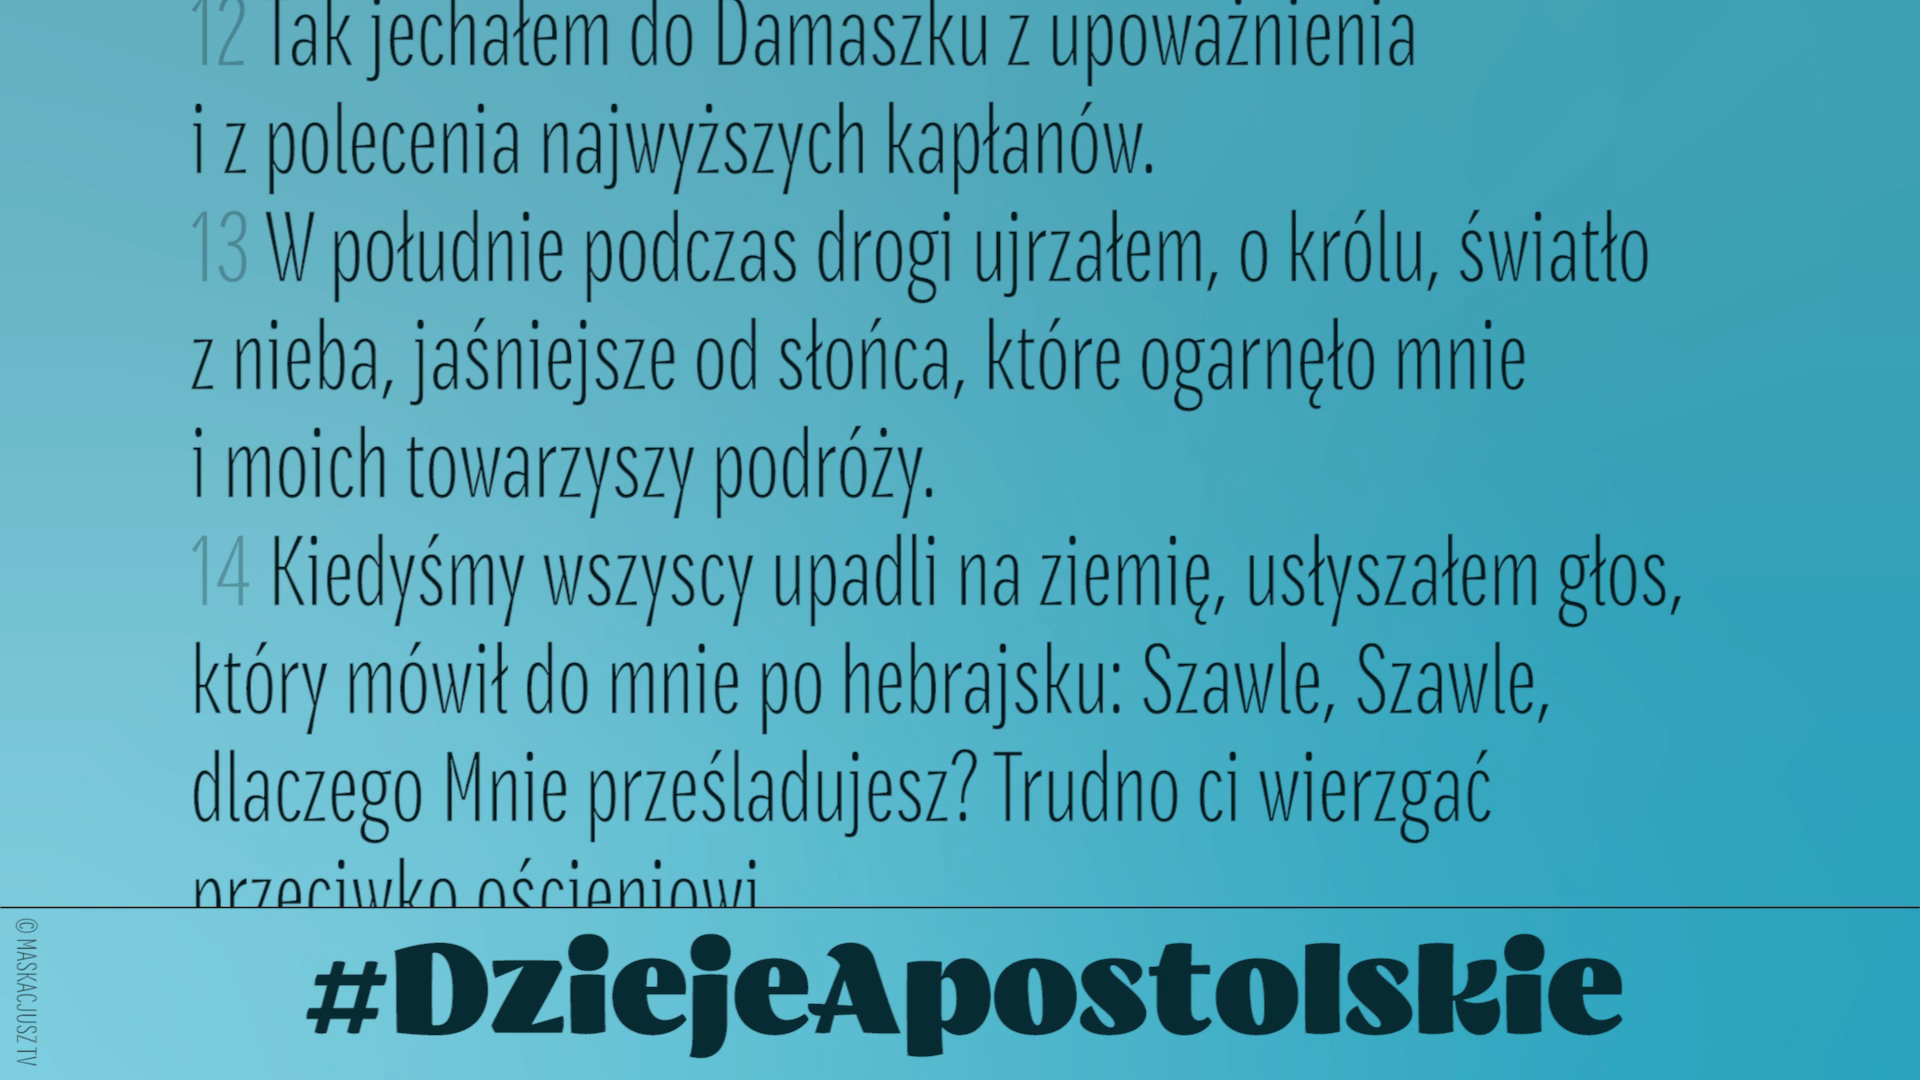 12 Tak jechałem do Damaszku z upoważnienia
i z polecenia najwyższych kapłanów.
13 W południe podczas drogi ujrzałem, o królu, światło
z nieba, jaśniejsze od słońca, które ogarnęło mnie
i moich towarzyszy podróży.
14 Kiedyśmy wszyscy upadli na ziemię, usłyszałem głos,
który mówił do mnie po hebrajsku: Szawle, Szawle,
dlaczego Mnie prześladujesz? Trudno ci wierzgać
przeciwko ościeniowi
#DziejeApostolskie
© MASKACJUSZ TV